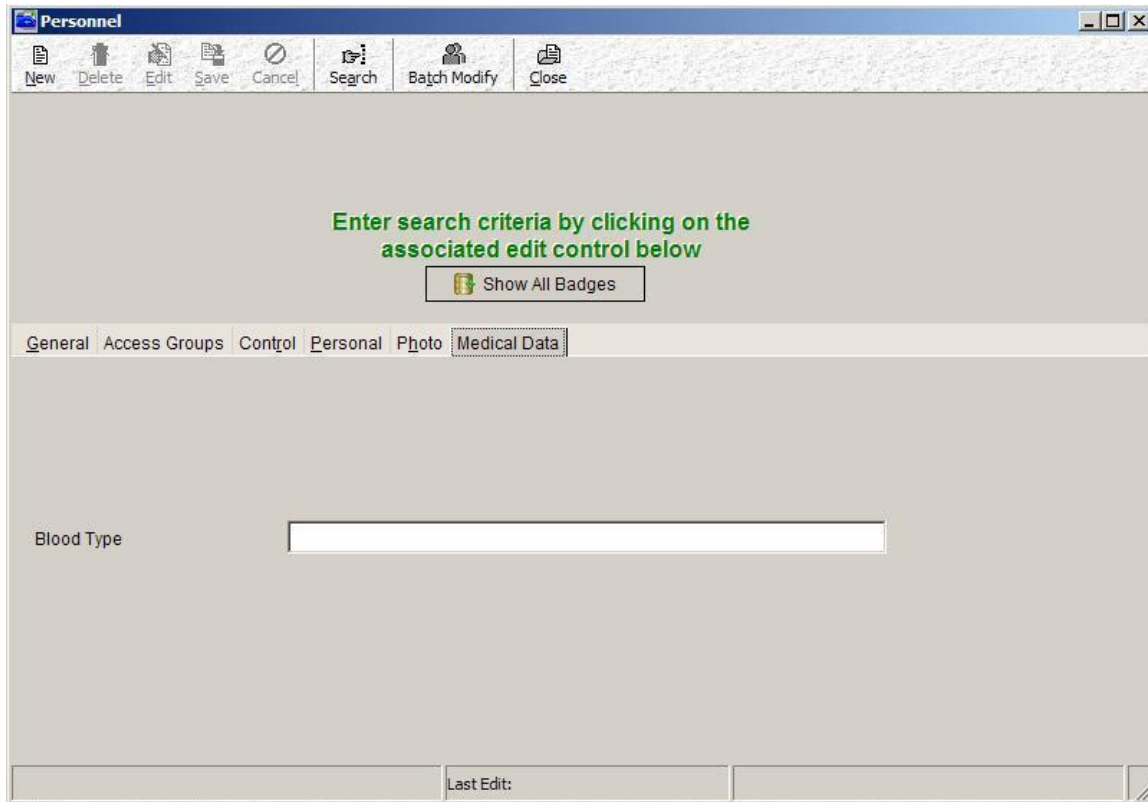 Personnel
New Delete Edit Save Cancel Search Batch Modify Close
Enter search criteria by clicking on the
associated edit control below
Show All Badges
General Access Groups Control Personal Photo Medical Data
Blood Type
Last Edit: